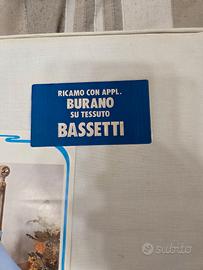 RICAMO CON APPL.
BURANO
SU TESSUTO
BASSETTI
subito